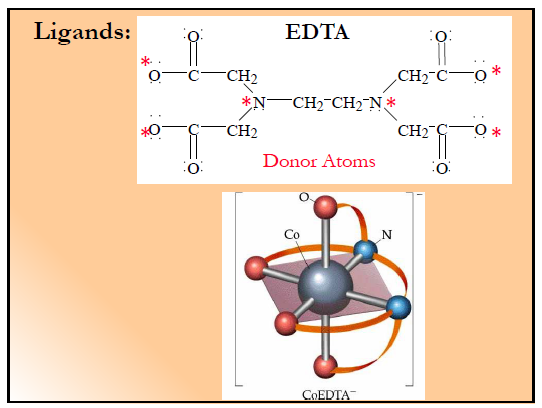 Ligands:
EDTA
:O: :O:
*O—C—CH2 CH2-C—O*
*N—CH2-CH2-N*
*O—C—CH2 CH2-C—O*
:O: :O:
Donor Atoms
O
Co N
−
CoEDTA−